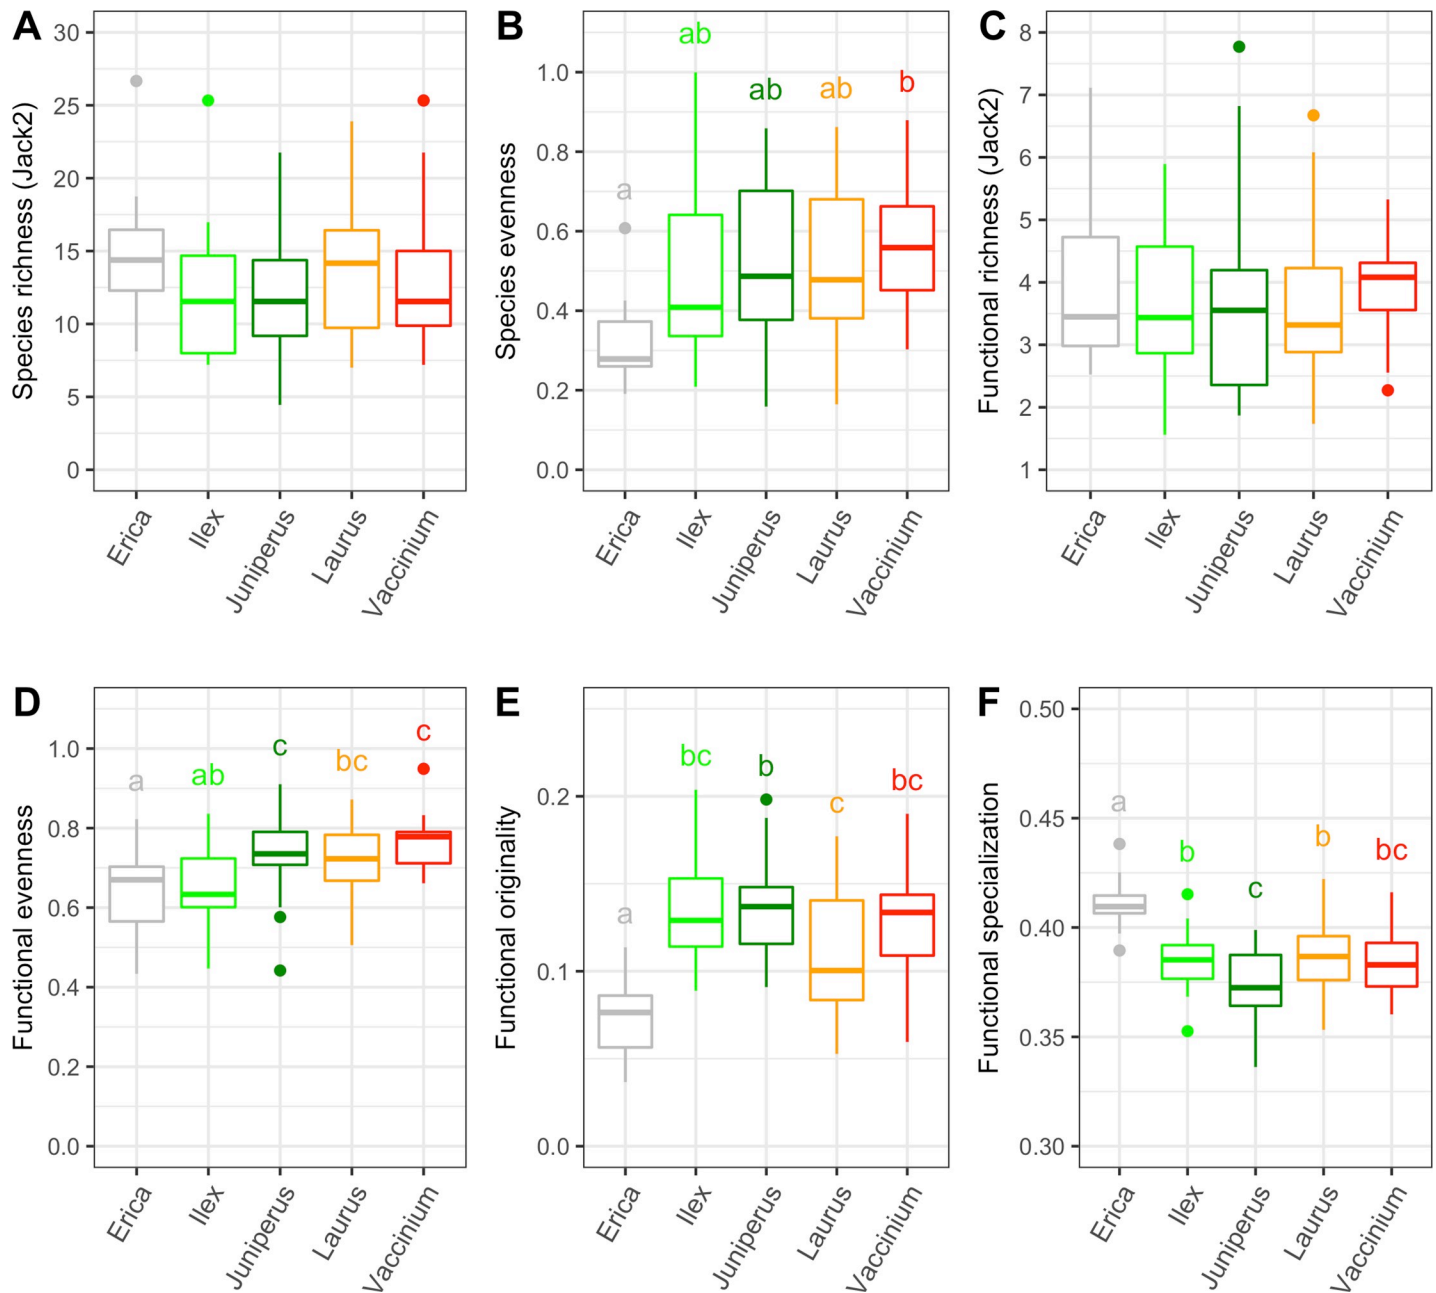 A
Species richness (Jack2)
30
25
20
15
10
5
0
Erica
Ilex
Juniperus
Laurus
Vaccinium
B
Species evenness
1.0
0.8
0.6
0.4
0.2
0.0
a
ab
ab
ab
b
Erica
Ilex
Juniperus
Laurus
Vaccinium
C
Functional richness (Jack2)
8
7
6
5
4
3
2
1
Erica
Ilex
Juniperus
Laurus
Vaccinium
D
Functional evenness
1.0
0.8
0.6
0.4
0.2
0.0
a
ab
c
bc
c
Erica
Ilex
Juniperus
Laurus
Vaccinium
E
Functional originality
0.2
0.1
0.0
a
bc
b
c
bc
Erica
Ilex
Juniperus
Laurus
Vaccinium
F
Functional specialization
0.50
0.45
0.40
0.35
0.30
a
b
c
b
bc
Erica
Ilex
Juniperus
Laurus
Vaccinium